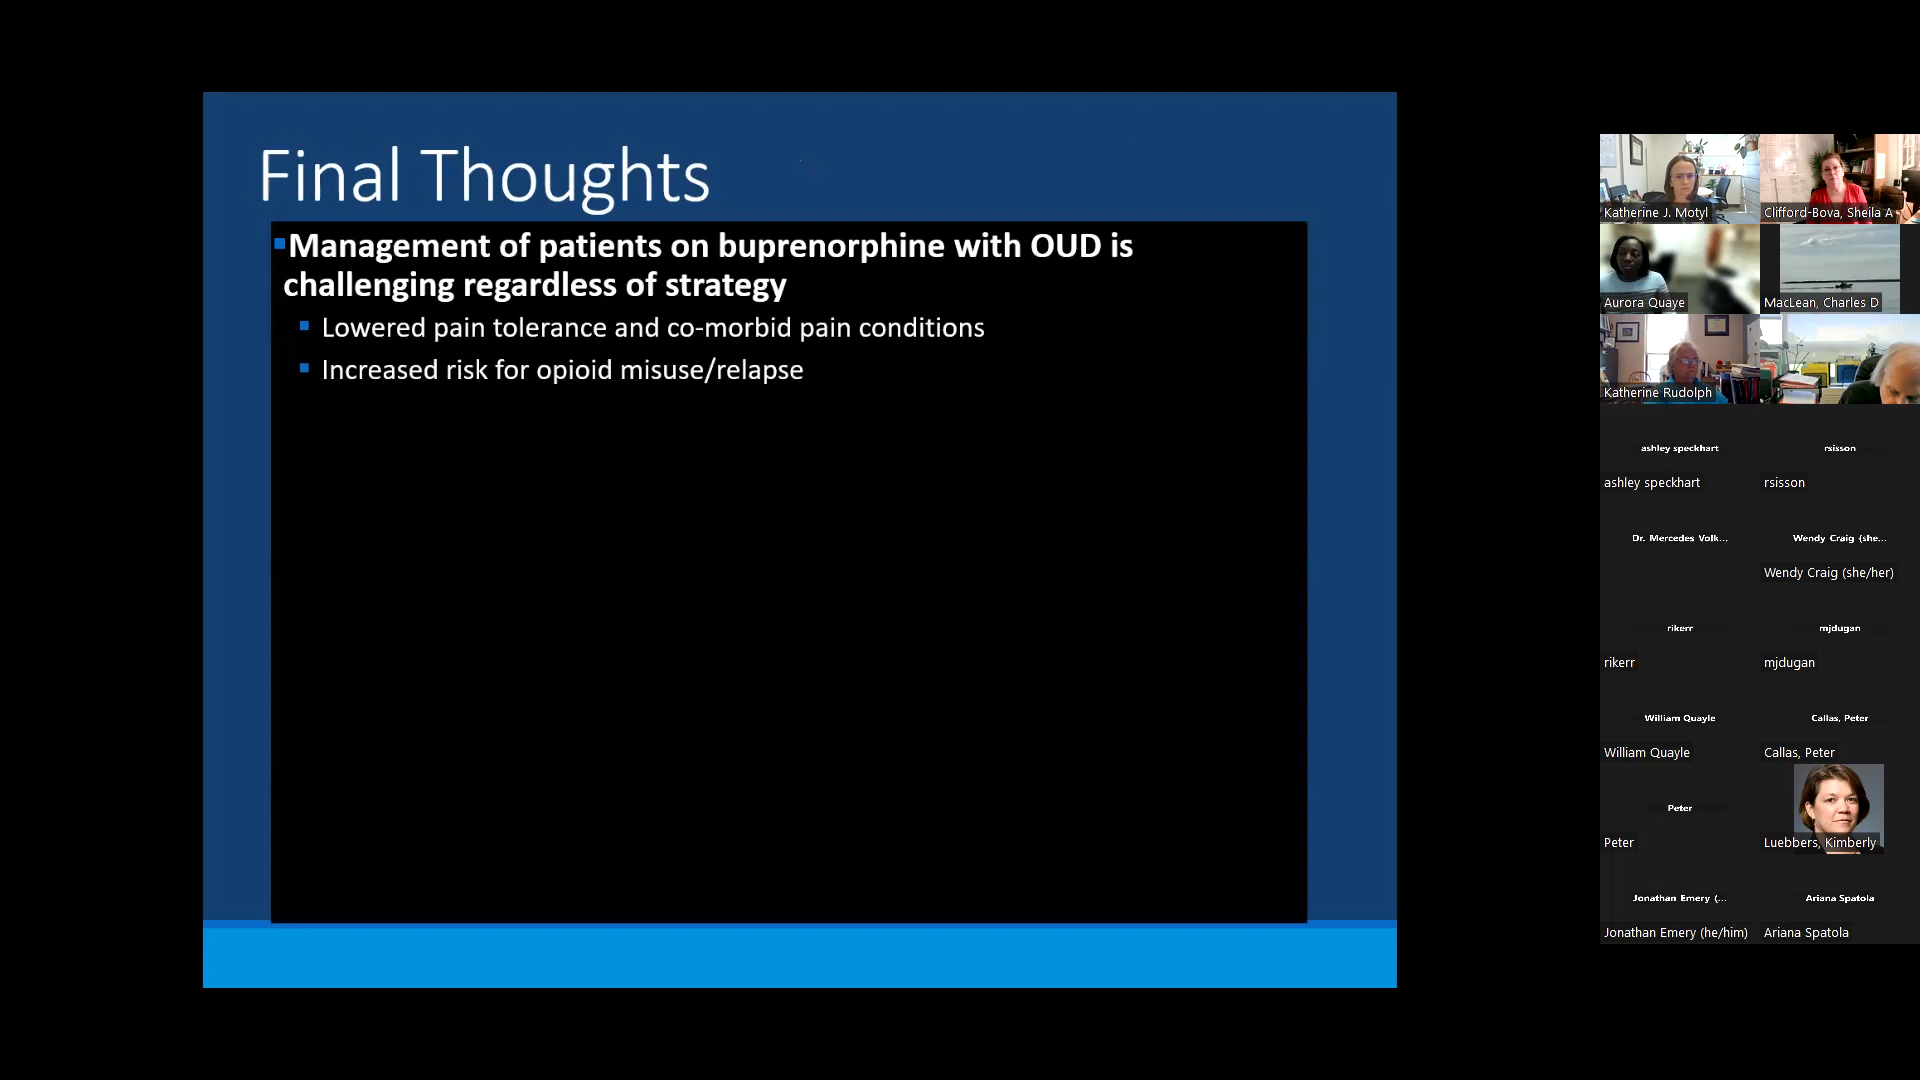 Final Thoughts
Management of patients on buprenorphine with OUD is
challenging regardless of strategy
Lowered pain tolerance and co-morbid pain conditions
Increased risk for opioid misuse/relapse
Katherine J. Motyl
Clifford-Bova, Sheila A
Aurora Quaye
MacLean, Charles D
Katherine Rudolph
ashley speckhart
ashley speckhart
rsisson
rsisson
Dr. Mercedes Volk...
Wendy Craig (she...
Wendy Craig (she/her)
rikerr
rikerr
mjdugan
mjdugan
William Quayle
William Quayle
Callas, Peter
Callas, Peter
Peter
Peter
Luebbers, Kimberly
Jonathan Emery (...
Jonathan Emery (he/him)
Ariana Spatola
Ariana Spatola